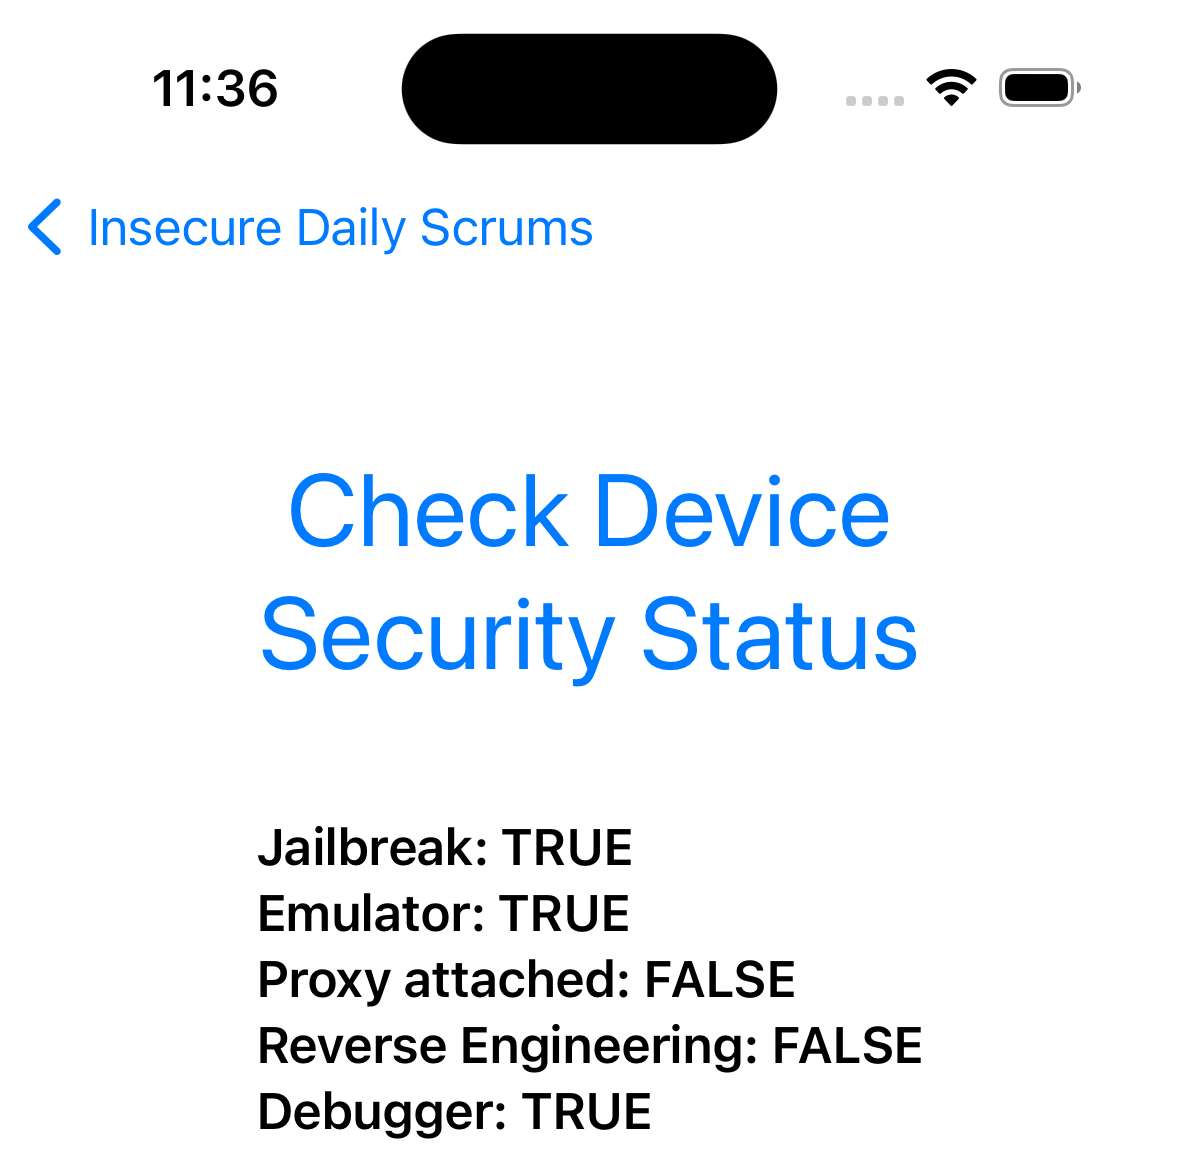 11:36
Insecure Daily Scrums
Check Device
Security Status
Jailbreak: TRUE
Emulator: TRUE
Proxy attached: FALSE
Reverse Engineering: FALSE
Debugger: TRUE